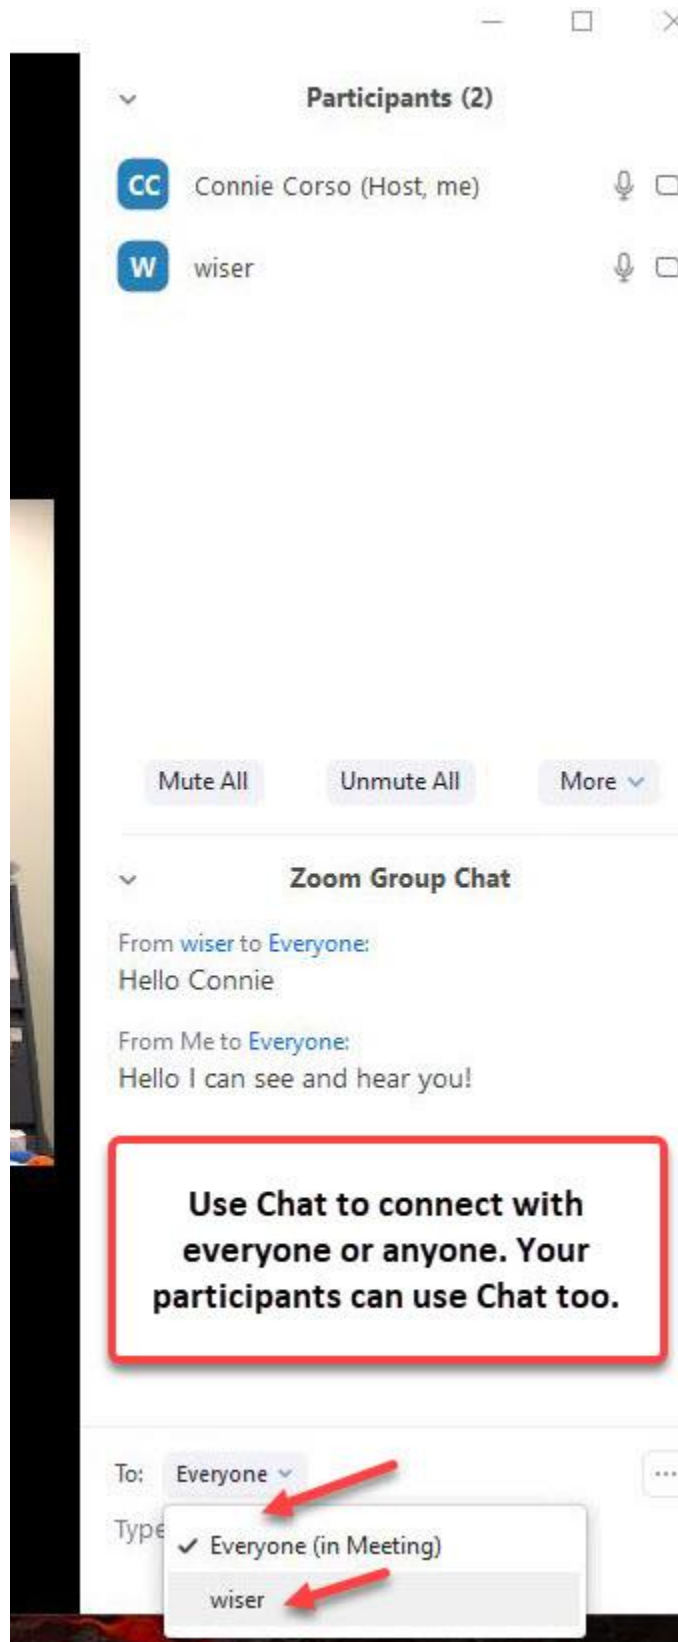 Participants (2)
CC Connie Corso (Host, me)
W wiser
Mute All Unmute All More
Zoom Group Chat
From wiser to Everyone:
Hello Connie
From Me to Everyone:
Hello I can see and hear you!
Use Chat to connect with
everyone or anyone. Your
participants can use Chat too.
To: Everyone
Type
Everyone (in Meeting)
wiser